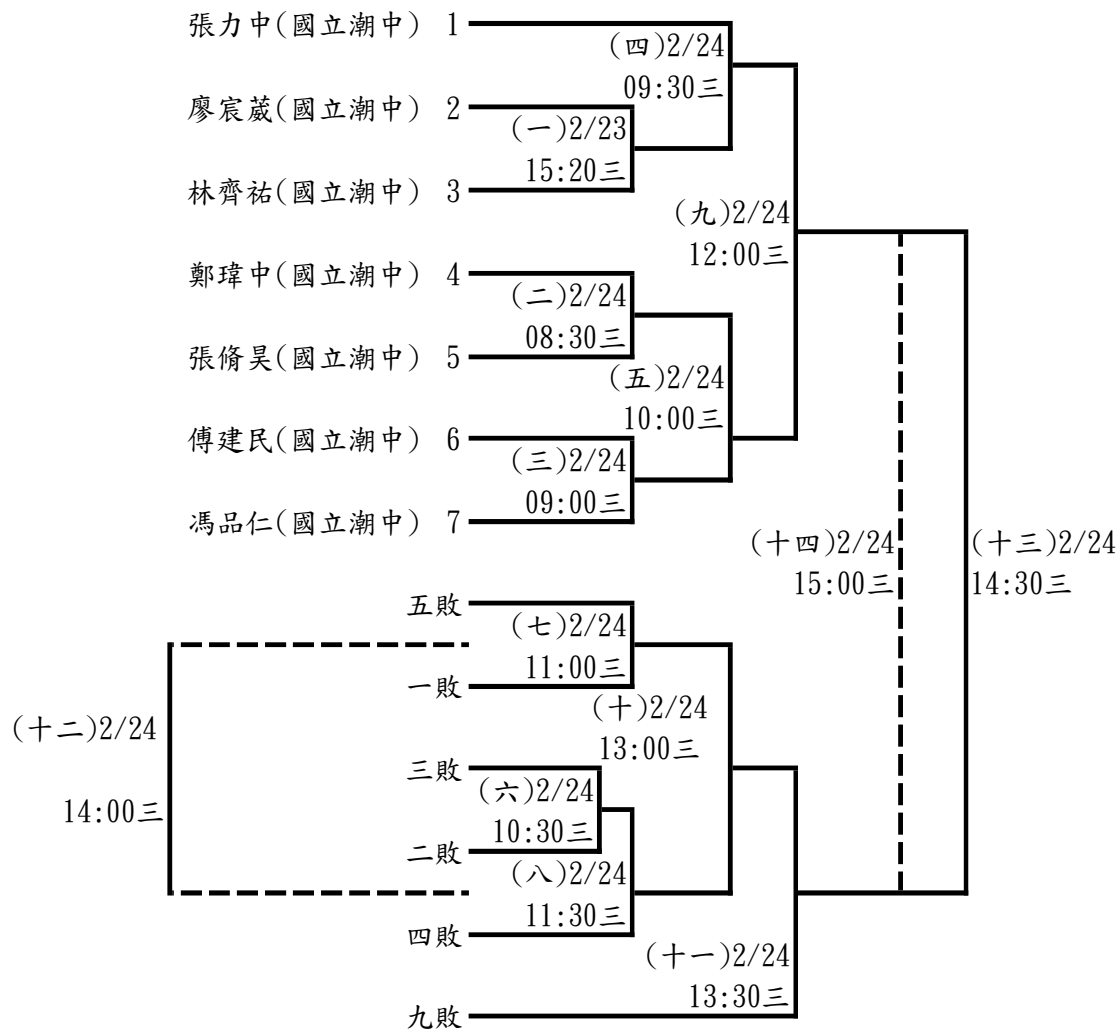 張力中(國立潮中) 1
(四)2/24
09:30三
廖宸葳(國立潮中) 2
(一)2/23
15:20三
林齊祐(國立潮中) 3
(九)2/24
12:00三
鄭瑋中(國立潮中) 4
(二)2/24
08:30三
張脩昊(國立潮中) 5
(五)2/24
10:00三
傅建民(國立潮中) 6
(三)2/24
09:00三
馮品仁(國立潮中) 7
(十四)2/24
15:00三
(十三)2/24
14:30三
五敗
(七)2/24
11:00三
一敗
(十)2/24
13:00三
(十二)2/24
14:00三
三敗
(六)2/24
10:30三
二敗
(八)2/24
11:30三
四敗
(十一)2/24
13:30三
九敗